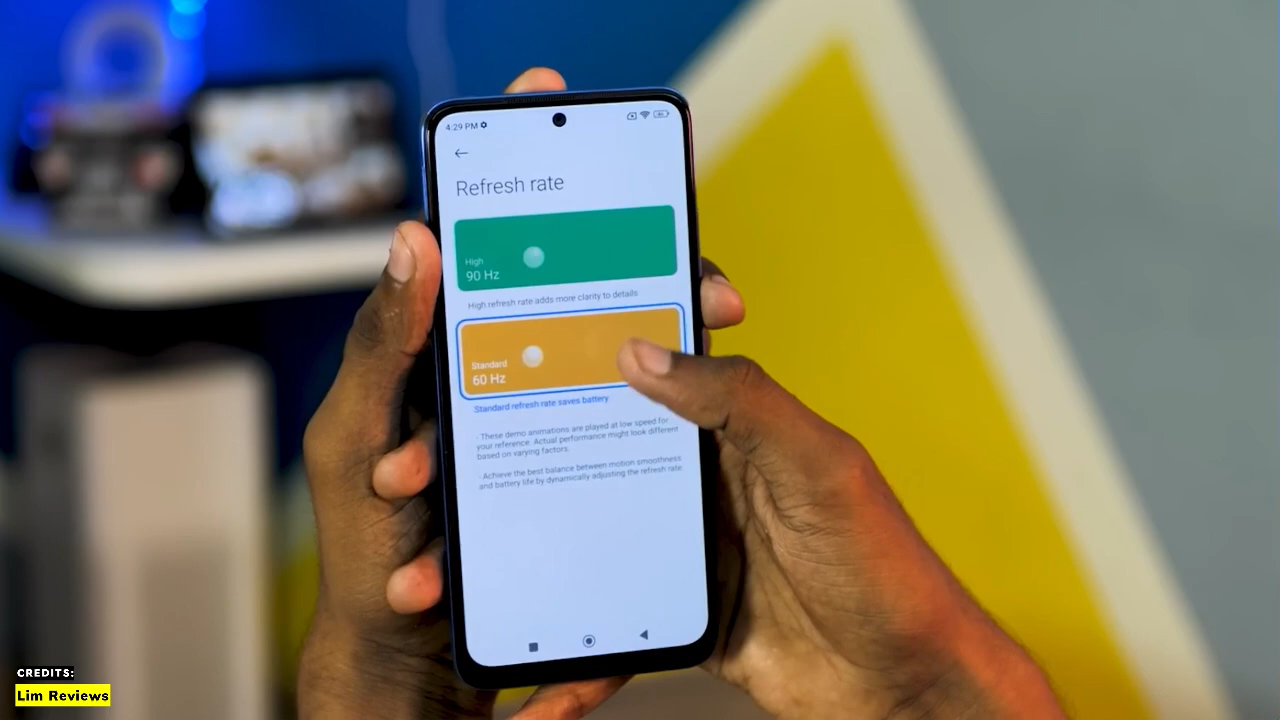 4:29 PM
Refresh rate
High
90 Hz
High refresh rate adds more clarity to details
Standard
60 Hz
Standard refresh rate saves battery
- These demo animations are played at low speed for
your reference. Actual performance might look different
based on varying factors.
- Achieve the best balance between motion smoothness
and battery life by dynamically adjusting the refresh rate
CREDITS:
Lim Reviews